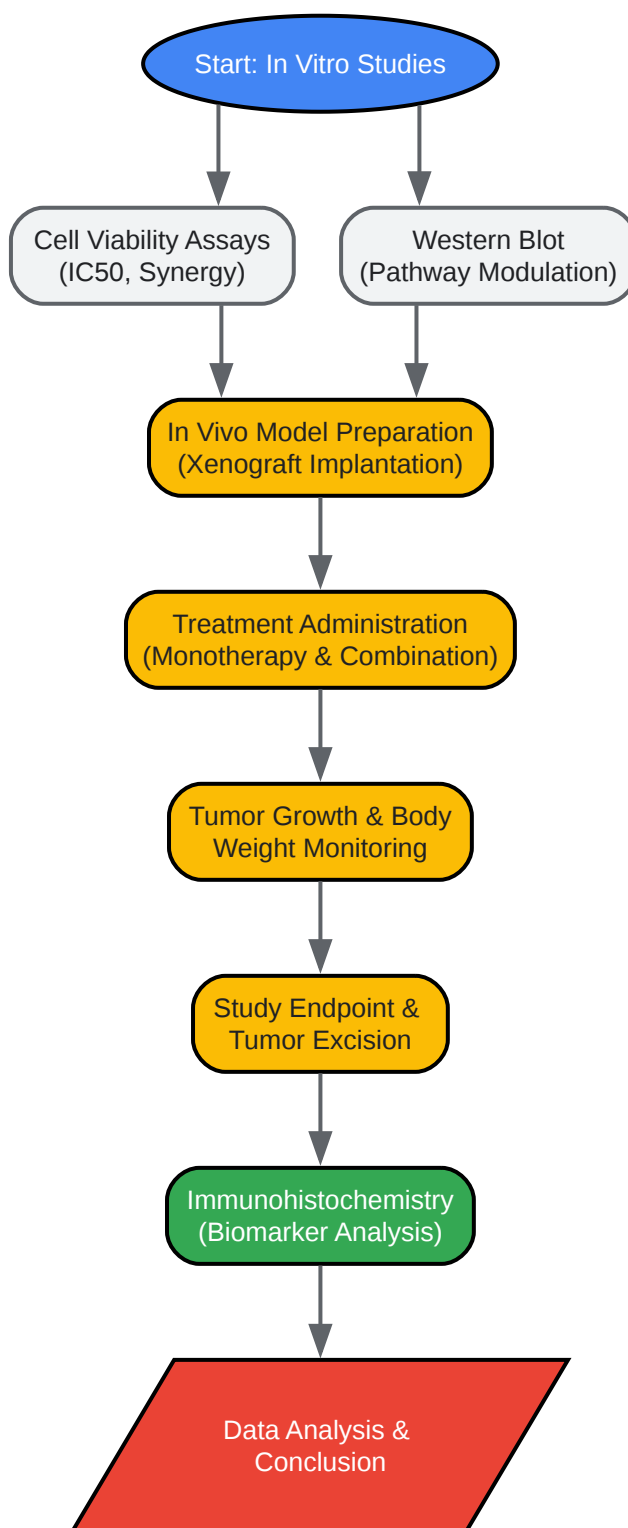 Start: In Vitro Studies
Cell Viability Assays
(IC50, Synergy)
Western Blot
(Pathway Modulation)
In Vivo Model Preparation
(Xenograft Implantation)
Treatment Administration
(Monotherapy & Combination)
Tumor Growth & Body
Weight Monitoring
Study Endpoint &
Tumor Excision
Immunohistochemistry
(Biomarker Analysis)
Data Analysis &
Conclusion